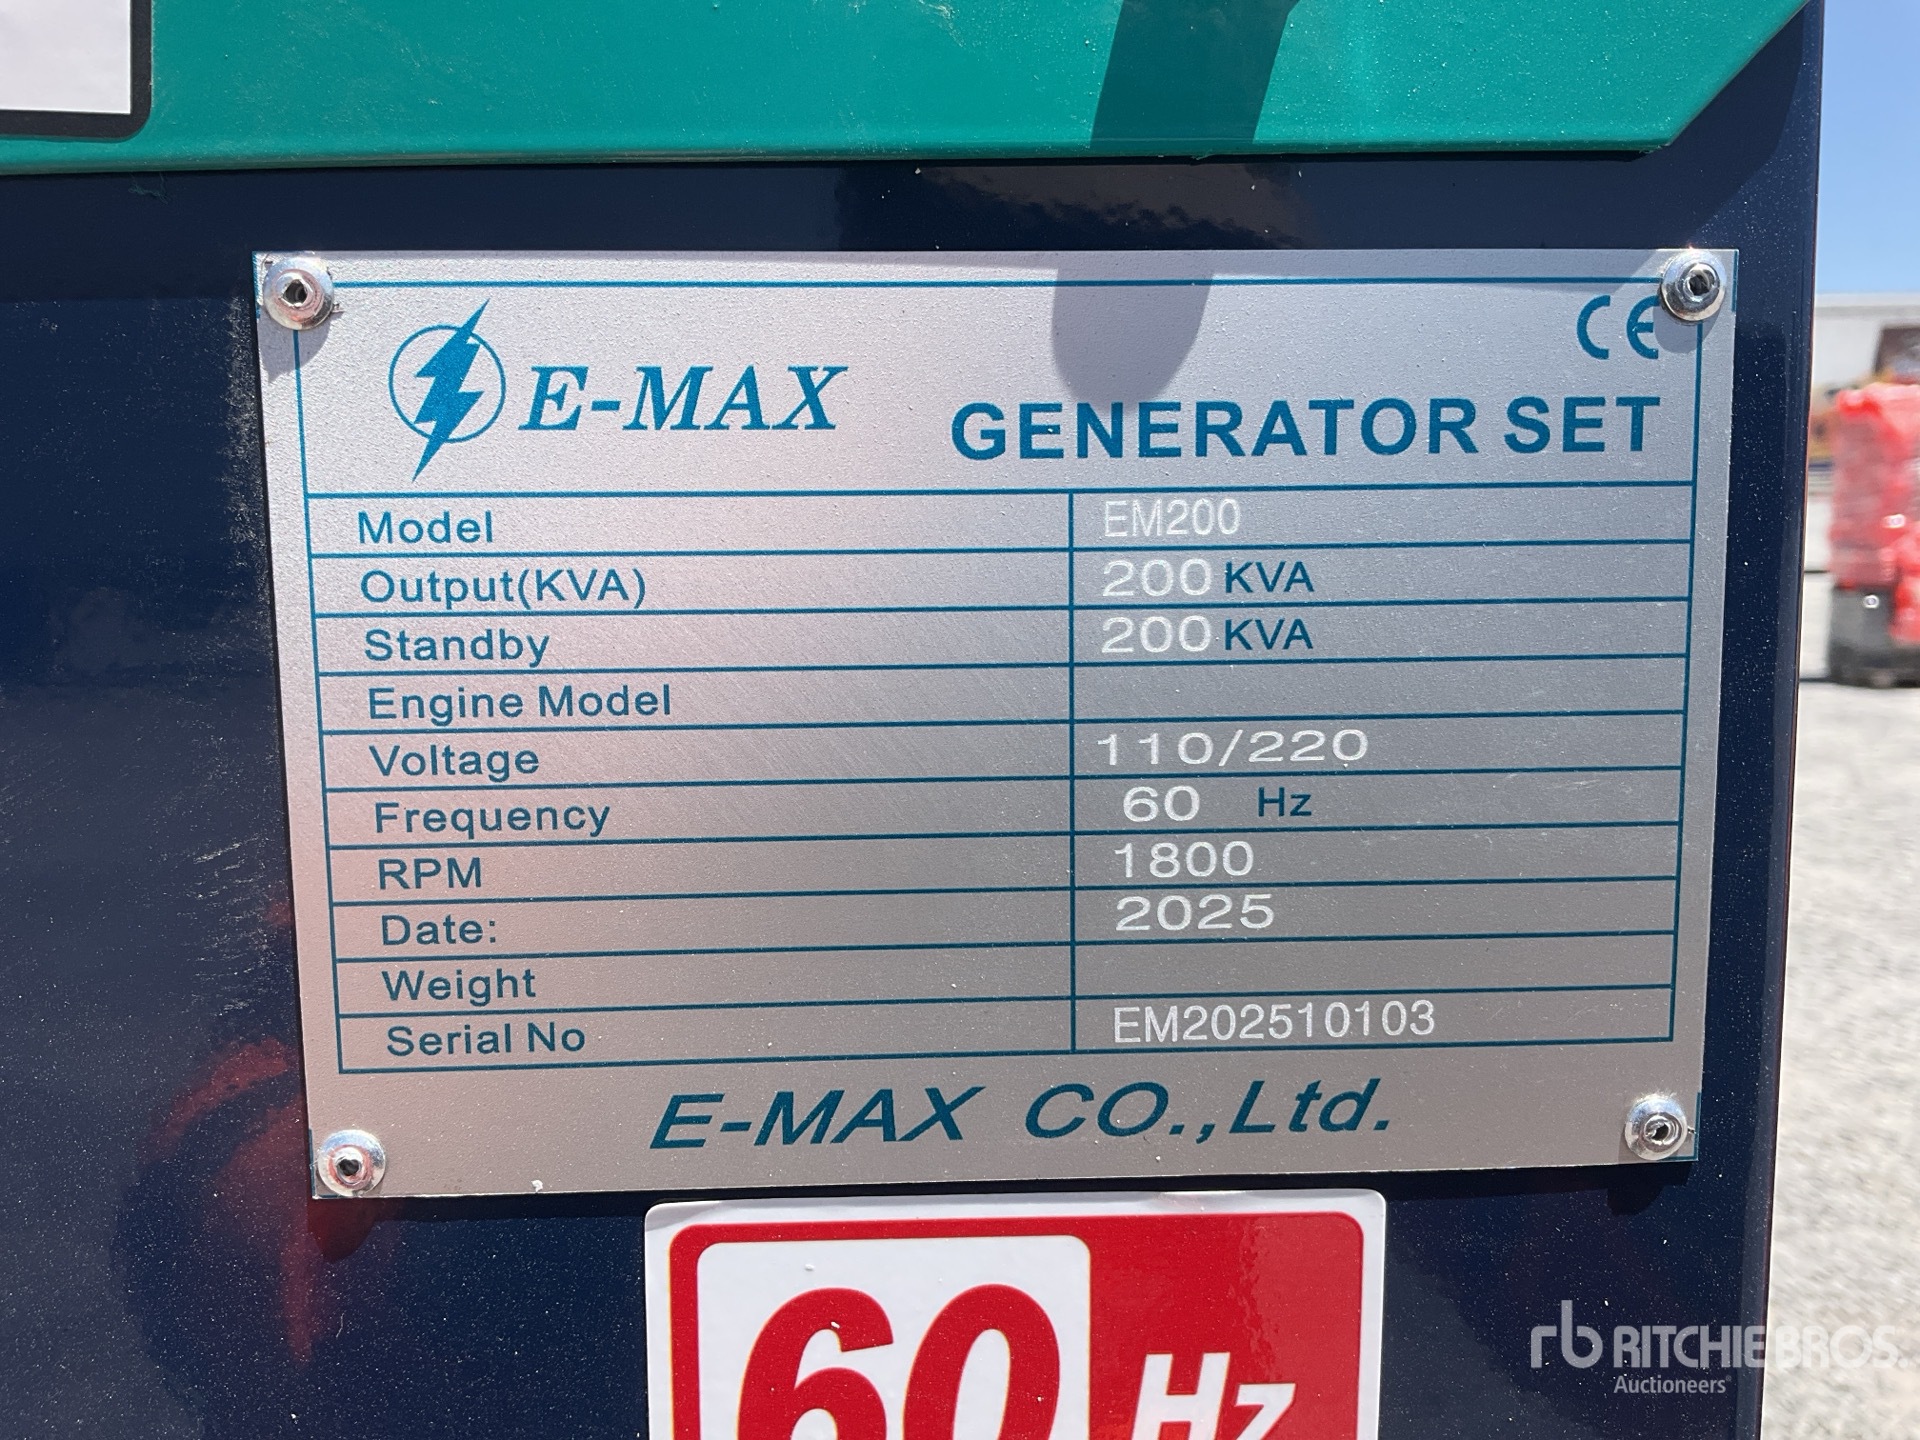 CE
E-MAX
GENERATOR SET
Model EM200
Output(KVA) 200 KVA
Standby 200 KVA
Engine Model
Voltage 110/220
Frequency 60 Hz
RPM 1800
Date: 2025
Weight
Serial No EM202510103
E-MAX CO.,Ltd.
60 Hz
rb RITCHIE BROS.
Auctioneers